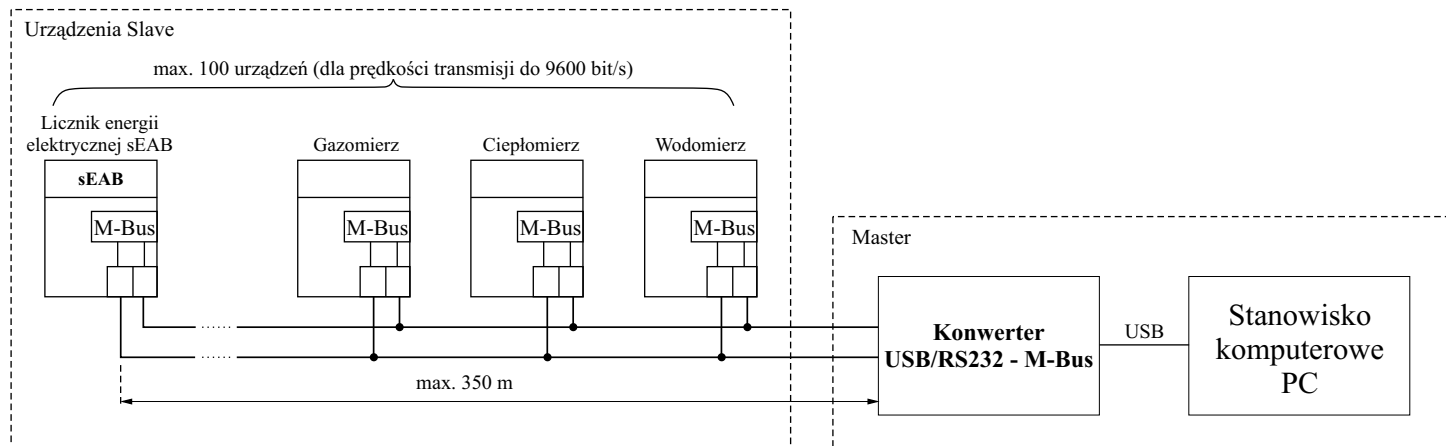 Urządzenia Slave
max. 100 urządzeń (dla prędkości transmisji do 9600 bit/s)
Licznik energii
elektrycznej sEAB
Gazomierz
Ciepłomierz
Wodomierz
sEAB
M-Bus
M-Bus
M-Bus
M-Bus
max. 350 m
Master
Konwerter
USB/RS232 - M-Bus
USB
Stanowisko
komputerowe
PC